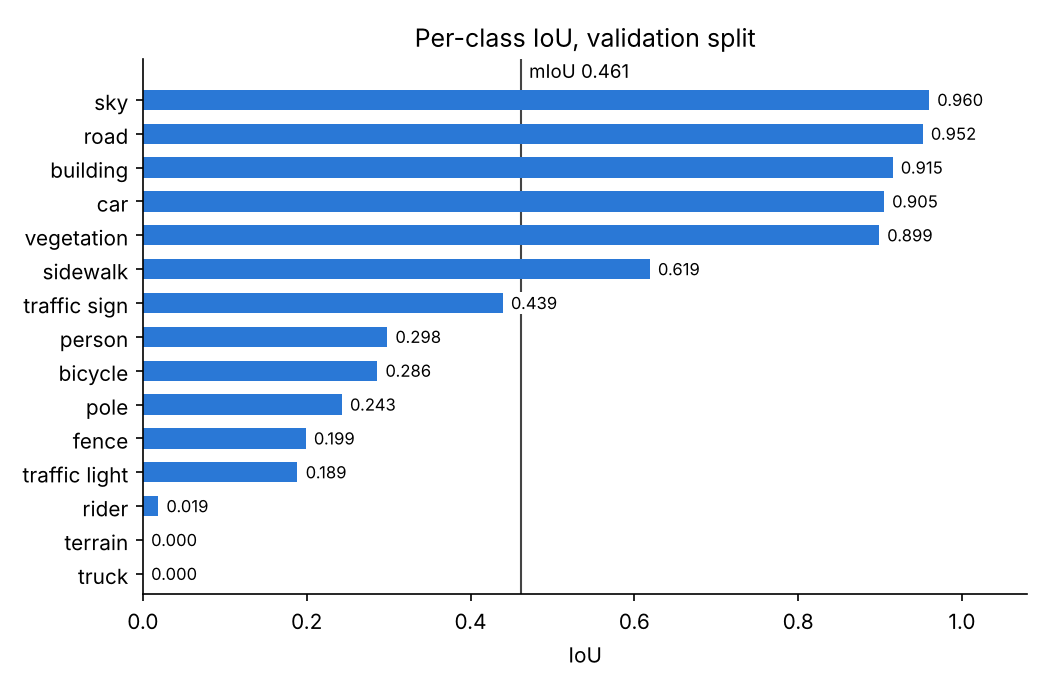 Per-class IoU, validation split
mIoU 0.461
sky 0.960
road 0.952
building 0.915
car 0.905
vegetation 0.899
sidewalk 0.619
traffic sign 0.439
person 0.298
bicycle 0.286
pole 0.243
fence 0.199
traffic light 0.189
rider 0.019
terrain 0.000
truck 0.000
0.0 0.2 0.4 0.6 0.8 1.0
IoU